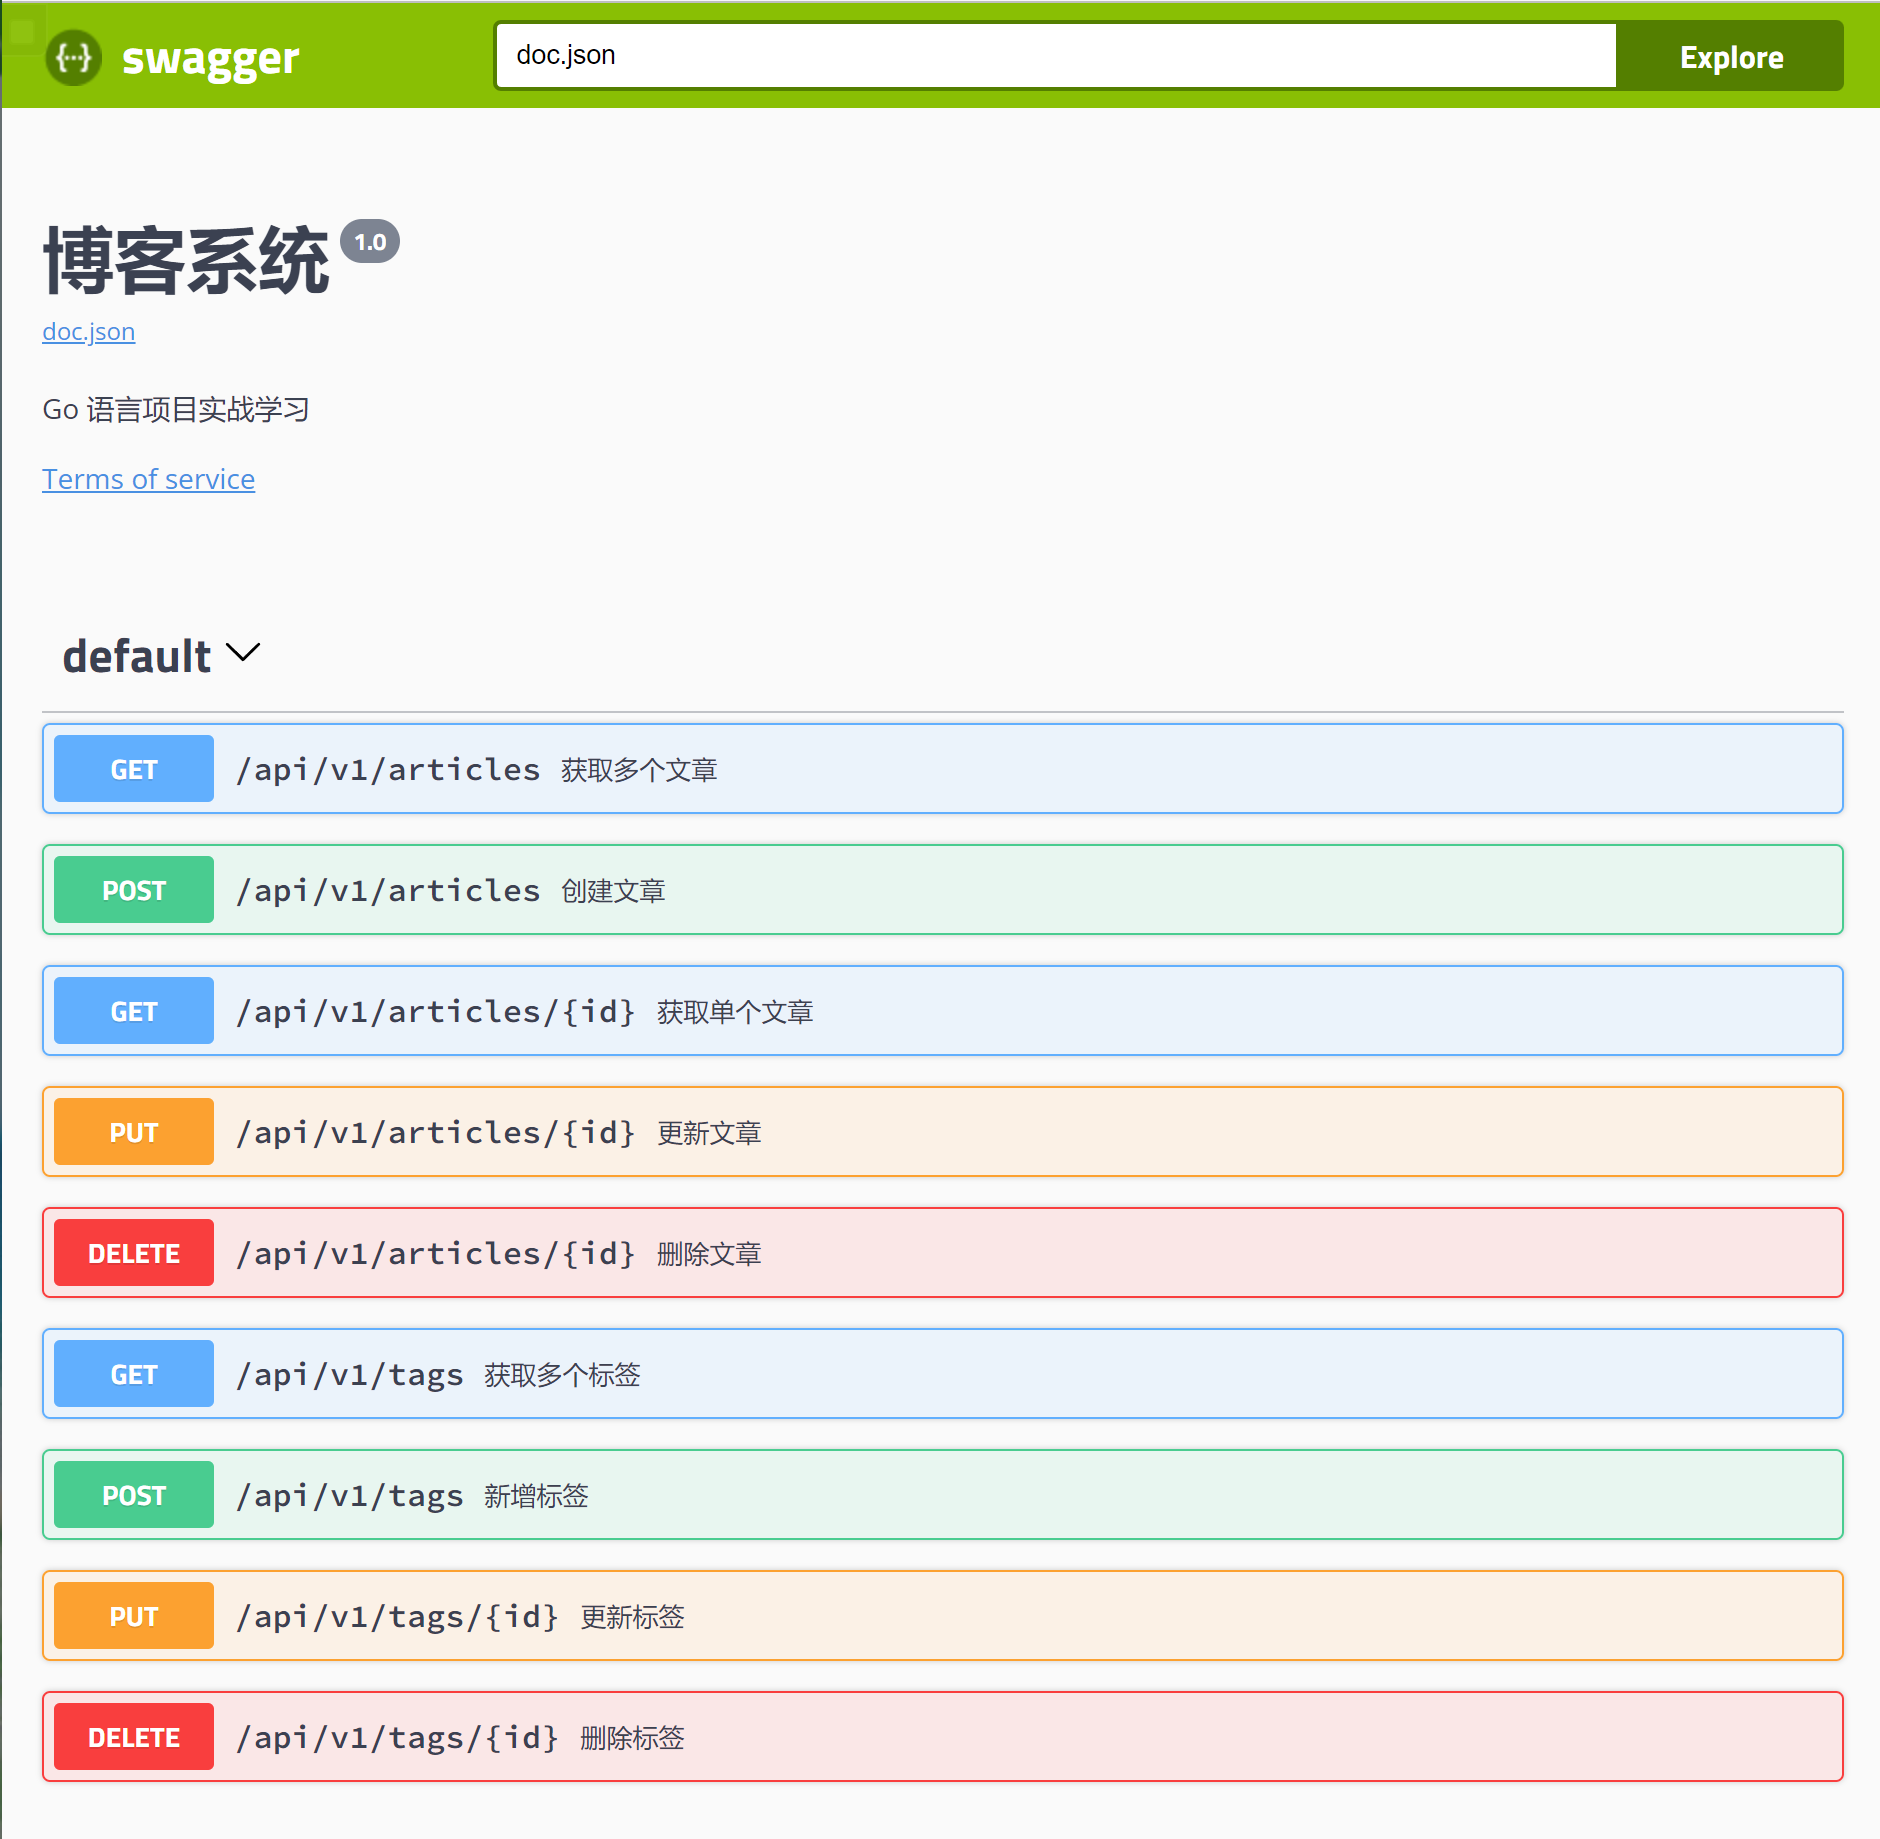 {...} swagger doc.json Explore
博客系统 1.0
doc.json
Go 语言项目实战学习
Terms of service
default
GET /api/v1/articles 获取多个文章
POST /api/v1/articles 创建文章
GET /api/v1/articles/{id} 获取单个文章
PUT /api/v1/articles/{id} 更新文章
DELETE /api/v1/articles/{id} 删除文章
GET /api/v1/tags 获取多个标签
POST /api/v1/tags 新增标签
PUT /api/v1/tags/{id} 更新标签
DELETE /api/v1/tags/{id} 删除标签